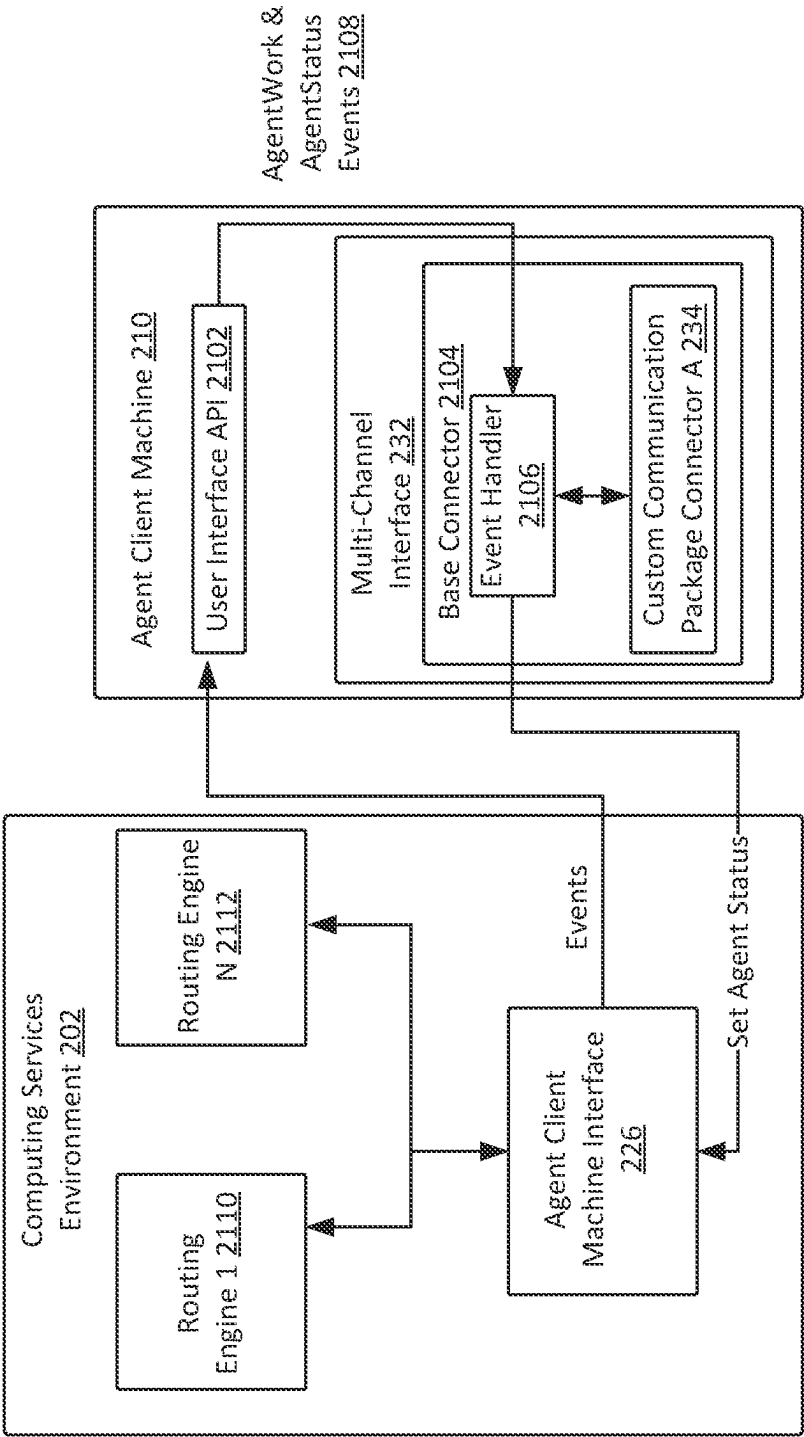 Computing Services
Environment 202
Routing
Engine 1 2110
Routing Engine
N 2112
Agent Client
Machine Interface
226
Events
Set Agent Status
Agent Client Machine 210
User Interface API 2102
Multi-Channel
Interface 232
Base Connector 2104
Event Handler
2106
Custom Communication
Package Connector A 234
AgentWork &
AgentStatus
Events 2108